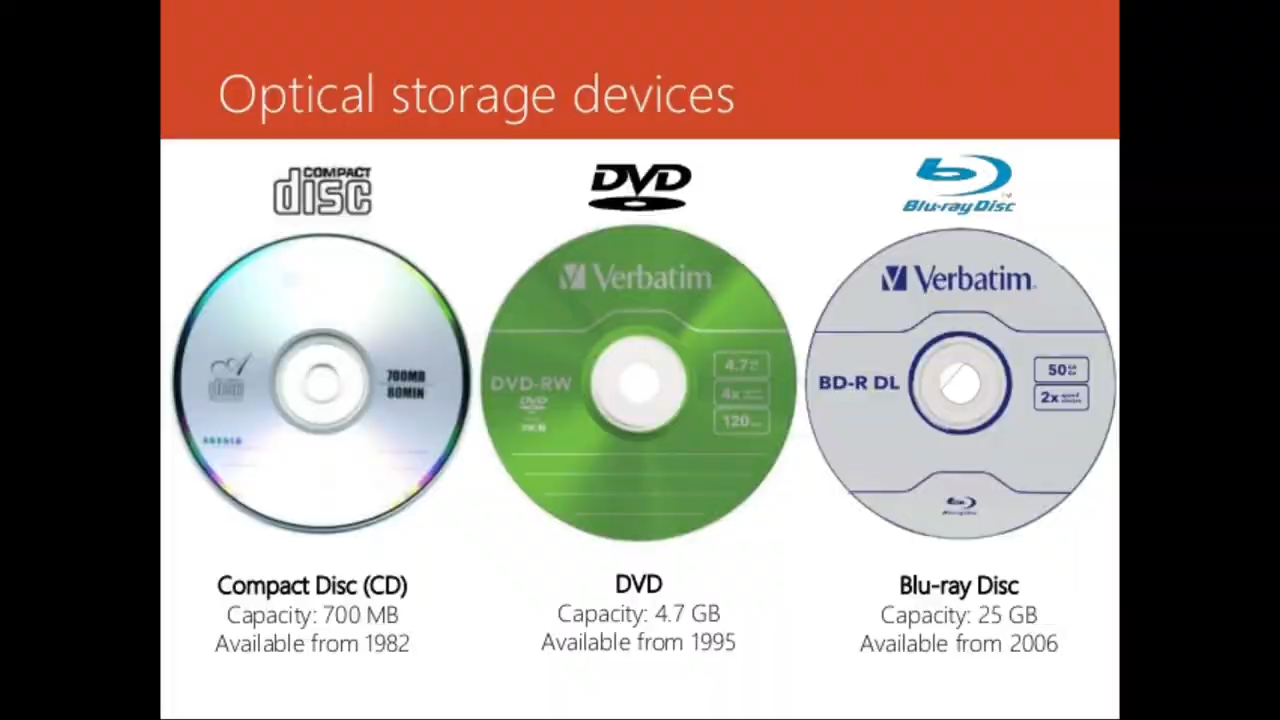 Optical storage devices
COMPACT
disc
DVD
Blu-ray Disc
700MB
80MIN
Verbatim
DVD-RW
DVD
4.7
4x
120
Verbatim
BD-R DL
50
2x speed
Compact Disc (CD)
Capacity: 700 MB
Available from 1982
DVD
Capacity: 4.7 GB
Available from 1995
Blu-ray Disc
Capacity: 25 GB
Available from 2006